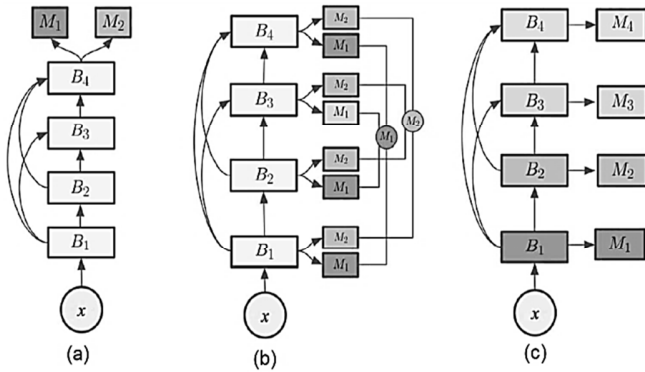 M₁ M₂
B₄
B₃
B₂
B₁
x
(a)
B₄ M₂
M₁
B₃ M₂
M₁
M₁ M₂
B₂ M₂
M₁
B₁ M₂
M₁
x
(b)
B₄ M₄
B₃ M₃
B₂ M₂
B₁ M₁
x
(c)